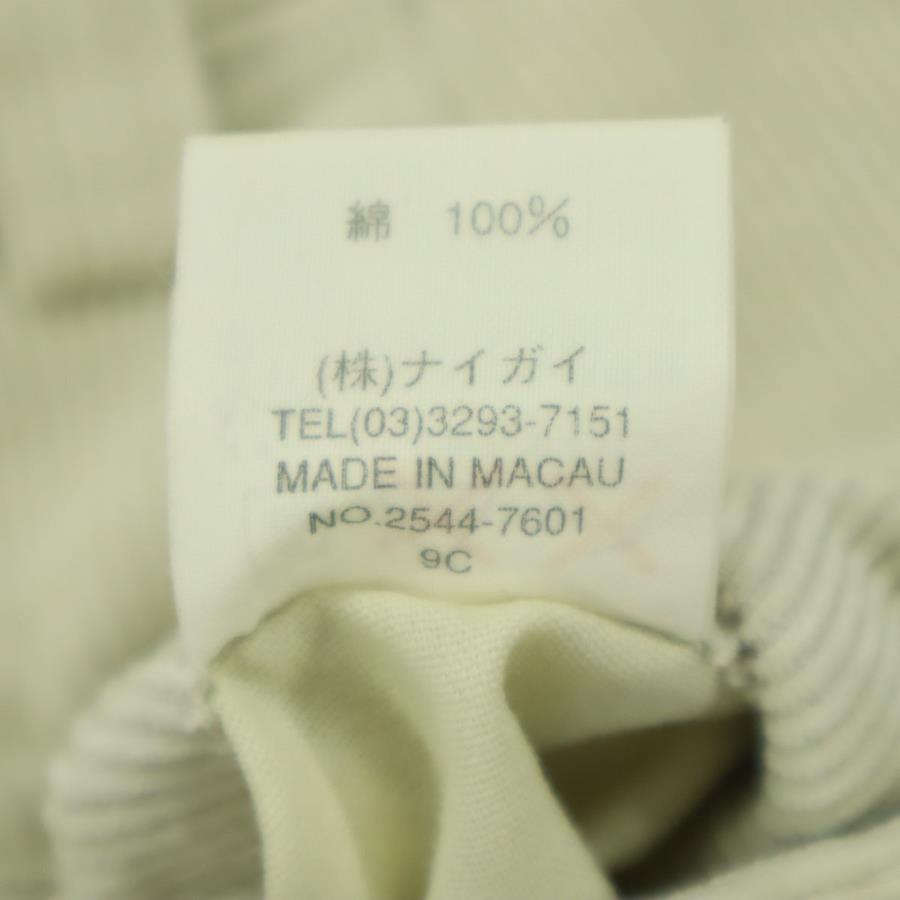 綿　100%
(株)ナイガイ
TEL(03)3293-7151
MADE IN MACAU
NO.2544-7601
9C